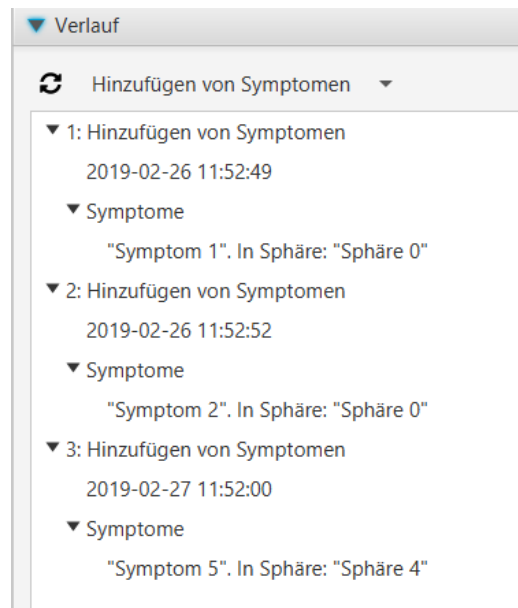 Verlauf
Hinzufügen von Symptomen
1: Hinzufügen von Symptomen
2019-02-26 11:52:49
Symptome
"Symptom 1". In Sphäre: "Sphäre 0"
2: Hinzufügen von Symptomen
2019-02-26 11:52:52
Symptome
"Symptom 2". In Sphäre: "Sphäre 0"
3: Hinzufügen von Symptomen
2019-02-27 11:52:00
Symptome
"Symptom 5". In Sphäre: "Sphäre 4"